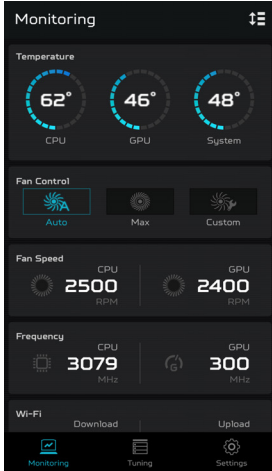 Monitoring
Temperature
62°
46°
48°
CPU
GPU
System
Fan Control
Auto
Max
Custom
Fan Speed
CPU
2500
RPM
GPU
2400
RPM
Frequency
CPU
3079
MHz
G
GPU
300
MHz
Wi-Fi
Download
Upload
Monitoring
Tuning
Settings